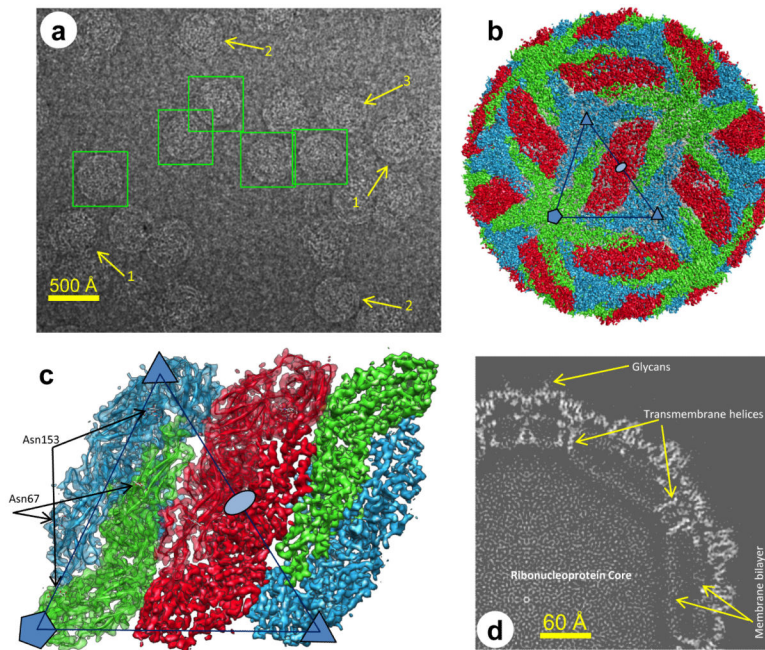 a
2
3
1
1
2
500 Å
b
c
Asn153
Asn67
Glycans
Transmembrane helices
Ribonucleoprotein Core
Membrane bilayer
60 Å
d